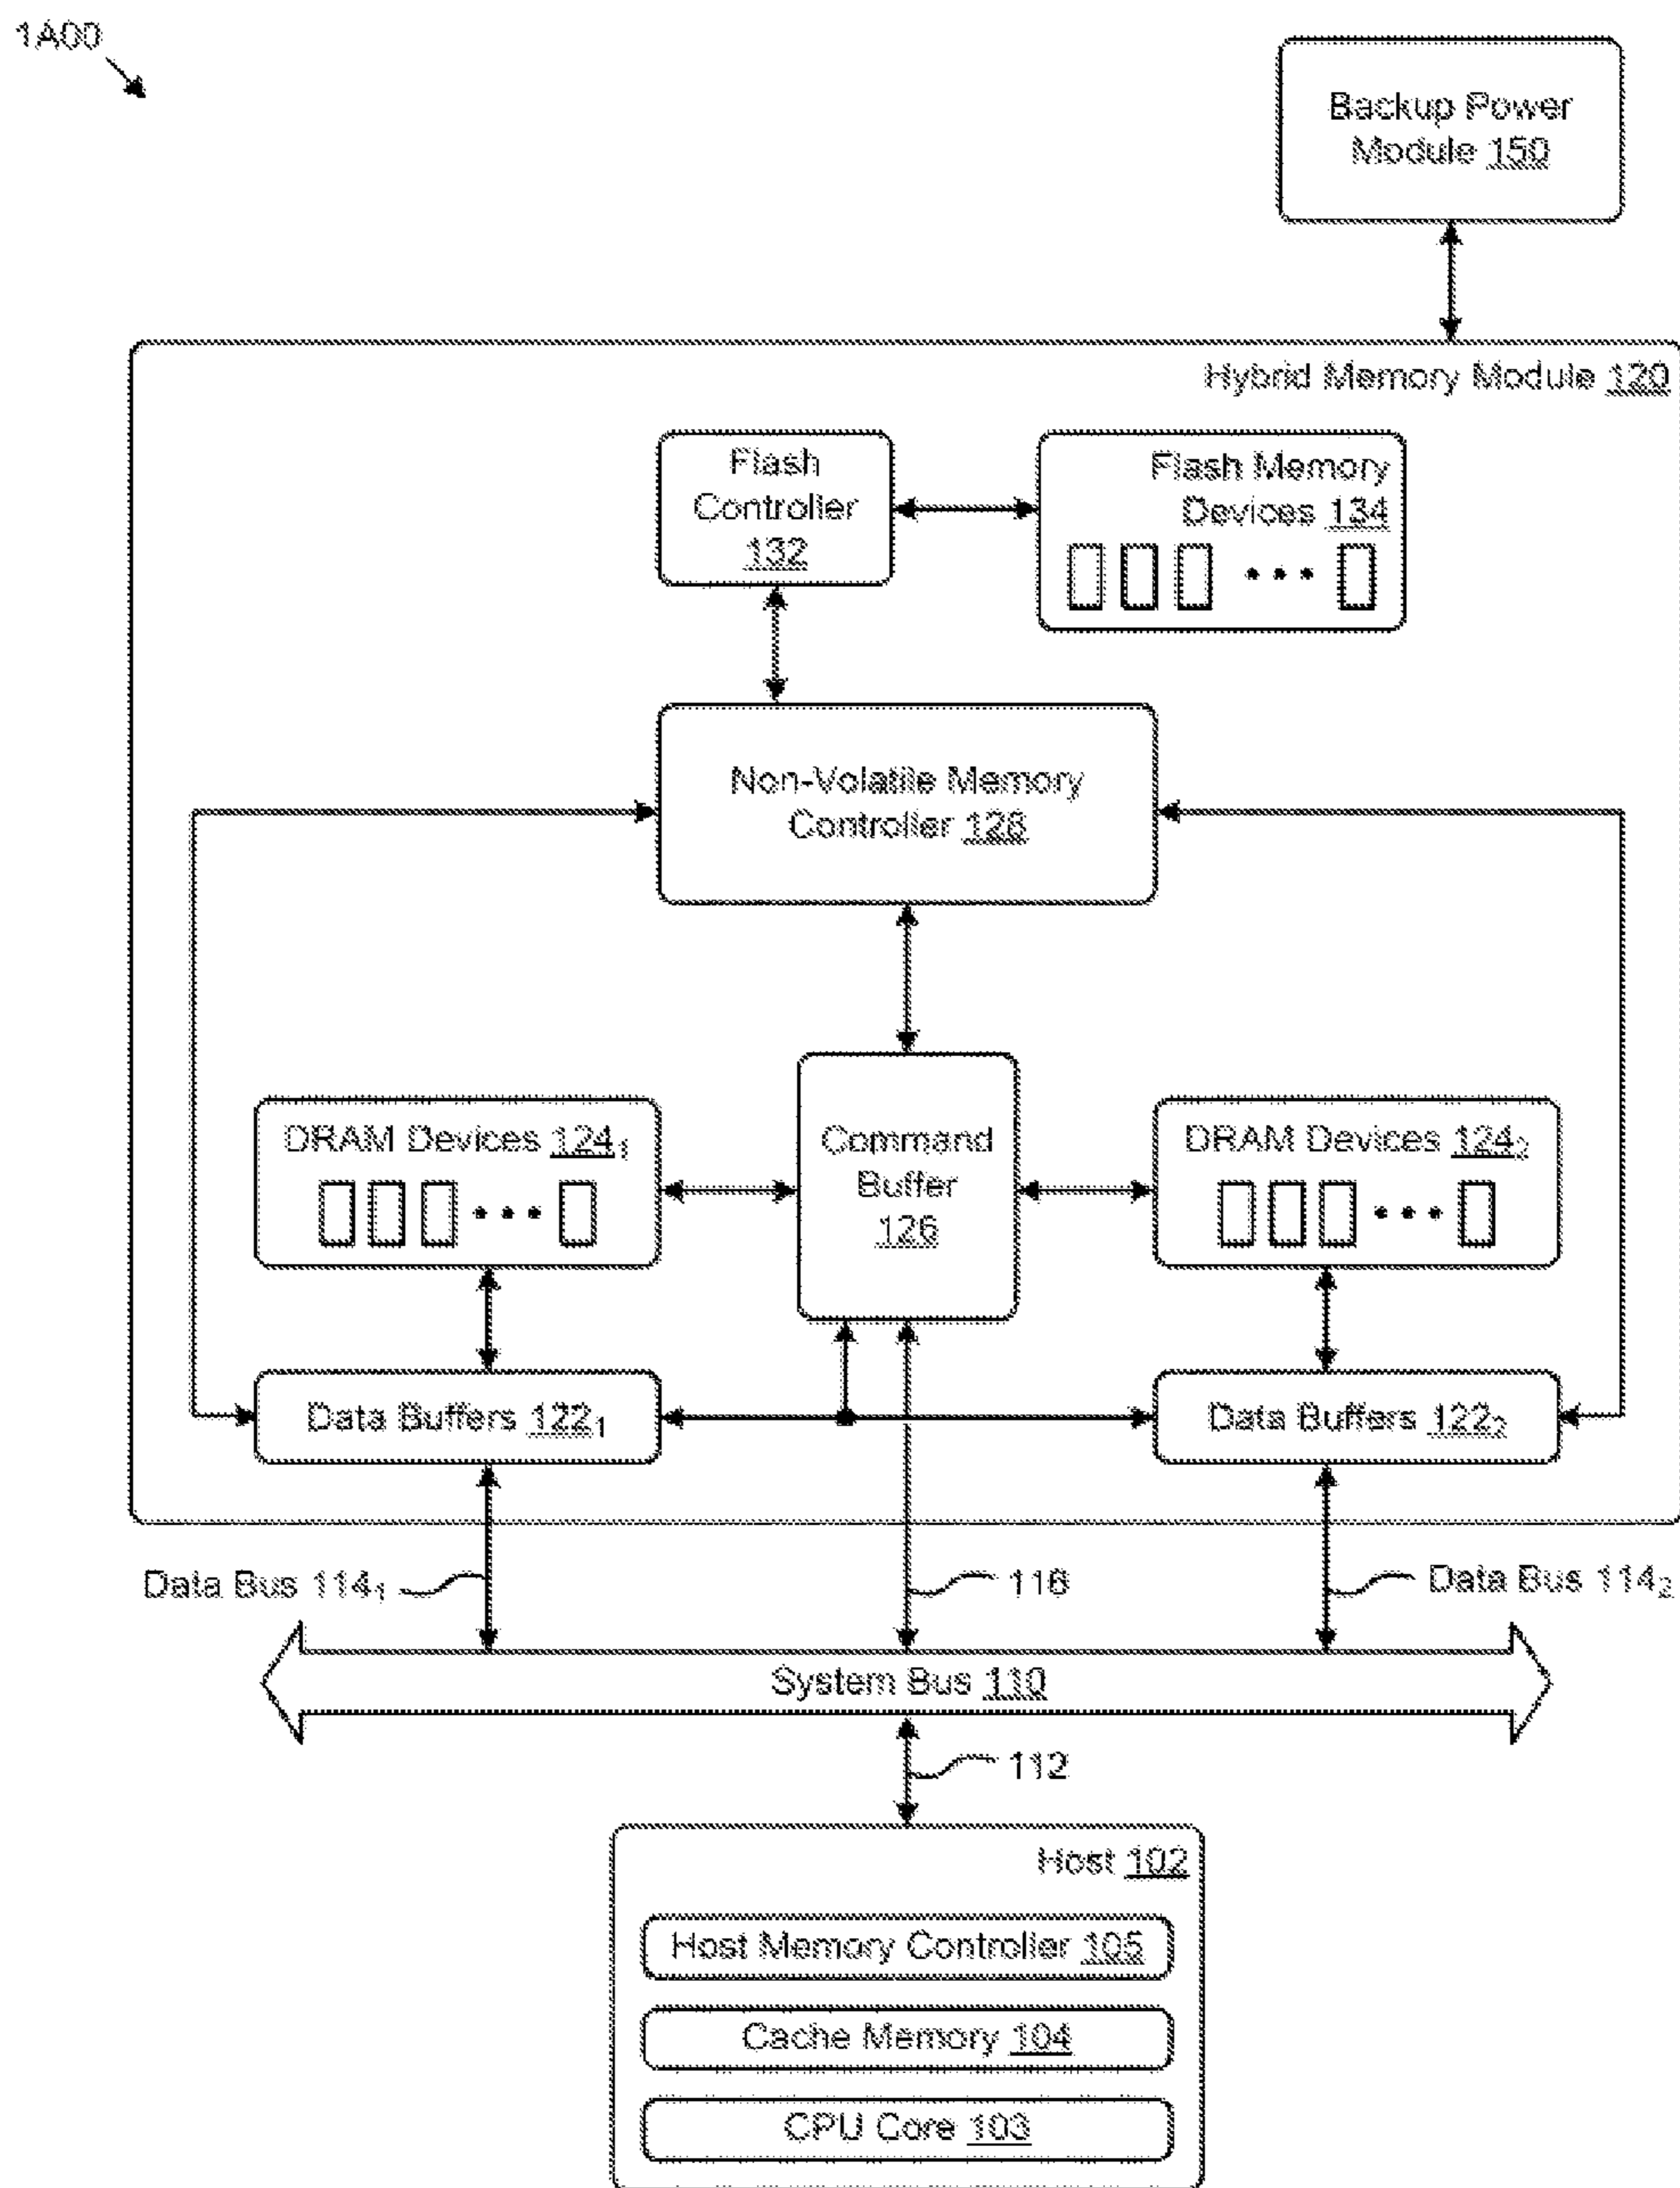 1A00
Backup Power
Module 150
Hybrid Memory Module 120
Flash
Controller
132
Flash Memory
Devices 134
Non-Volatile Memory
Controller 128
DRAM Devices 124₁
Command
Buffer
126
DRAM Devices 124₂
Data Buffers 122₁
Data Buffers 122₂
Data Bus 114₁
116
Data Bus 114₂
System Bus 110
112
Host 102
Host Memory Controller 105
Cache Memory 104
CPU Core 103